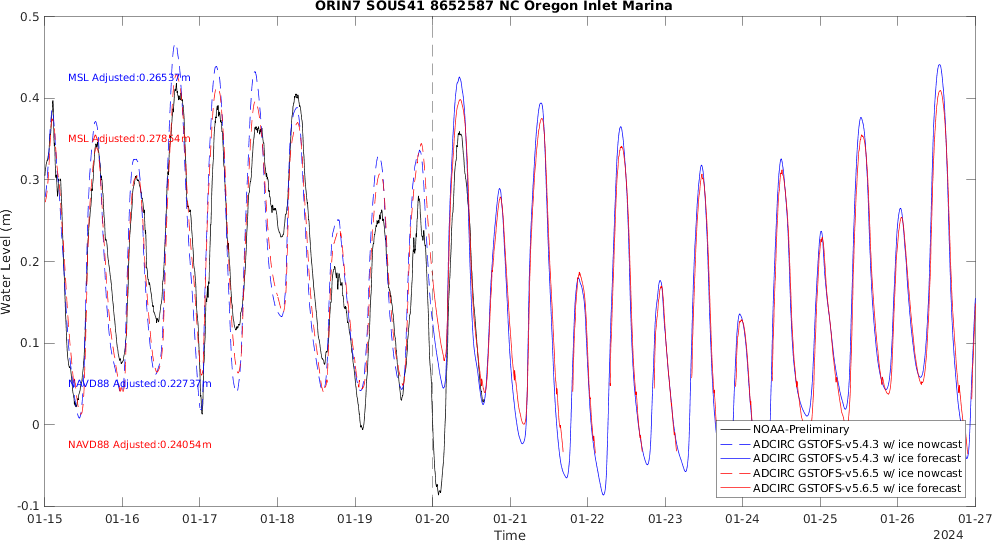 ORIN7 SOUS41 8652587 NC Oregon Inlet Marina
0.5
0.4
0.3
0.2
0.1
0
-0.1
Water Level (m)
MSL Adjusted:0.26537m
MSL Adjusted:0.27854m
NAVD88 Adjusted:0.22737m
NAVD88 Adjusted:0.24054m
NOAA-Preliminary
ADCIRC GSTOFS-v5.4.3 w/ ice nowcast
ADCIRC GSTOFS-v5.4.3 w/ ice forecast
ADCIRC GSTOFS-v5.6.5 w/ ice nowcast
ADCIRC GSTOFS-v5.6.5 w/ ice forecast
01-15 01-16 01-17 01-18 01-19 01-20 01-21 01-22 01-23 01-24 01-25 01-26 01-27
Time
2024